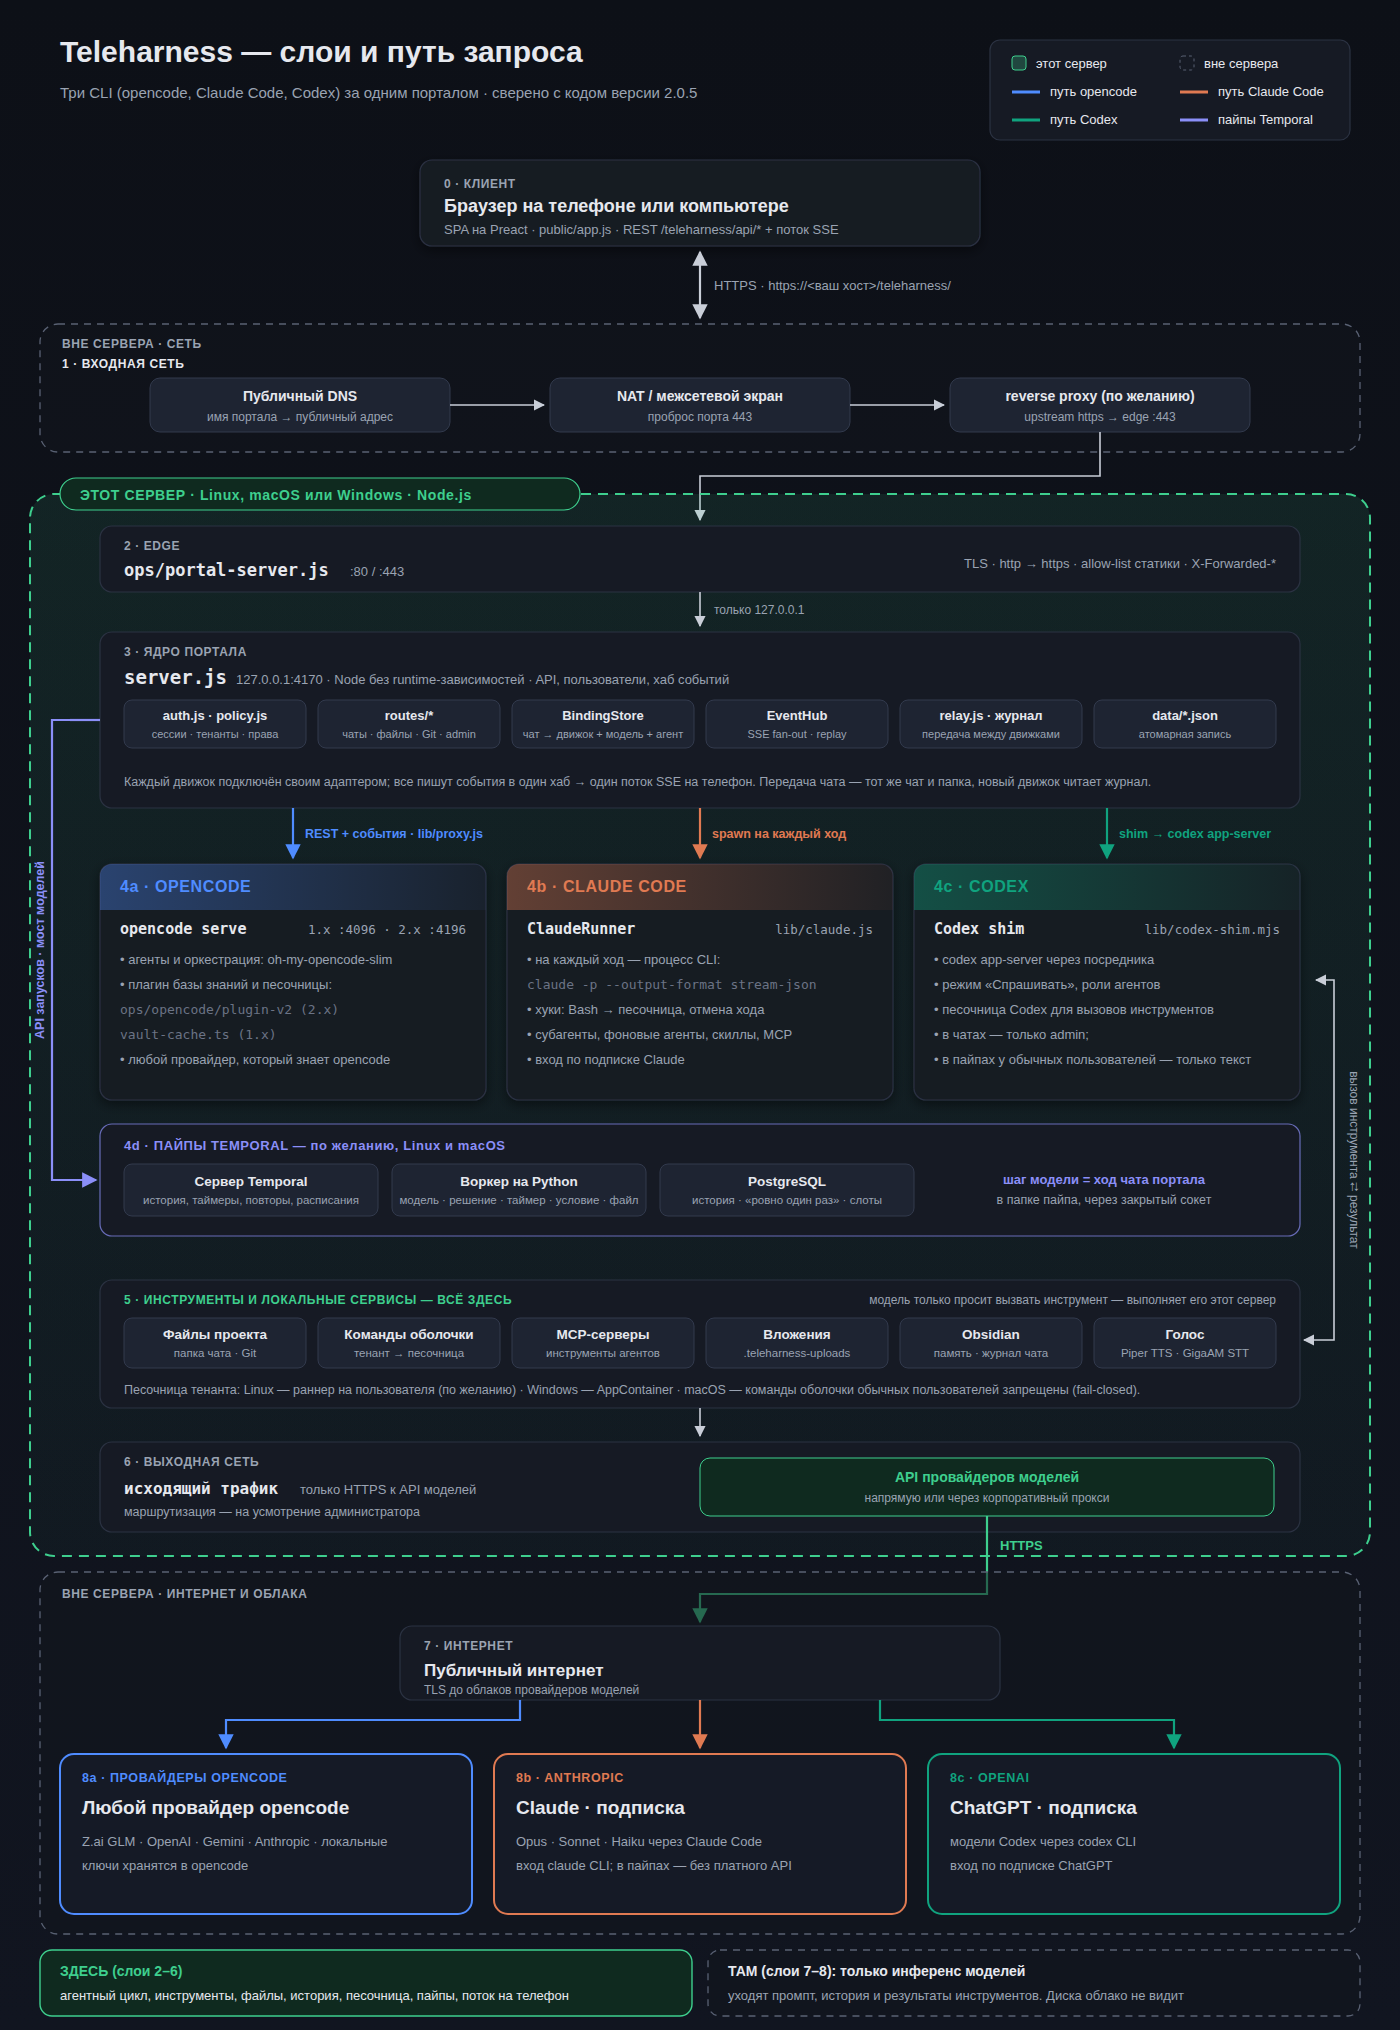 Teleharness — слои и путь запроса
Три CLI (opencode, Claude Code, Codex) за одним порталом · сверено с кодом версии 2.0.5
этот сервер
вне сервера
путь opencode
путь Claude Code
путь Codex
пайпы Temporal
0 · КЛИЕНТ
Браузер на телефоне или компьютере
SPA на Preact · public/app.js · REST /teleharness/api/* + поток SSE
HTTPS · https://<ваш хост>/teleharness/
ВНЕ СЕРВЕРА · СЕТЬ
1 · ВХОДНАЯ СЕТЬ
Публичный DNS
имя портала → публичный адрес
NAT / межсетевой экран
проброс порта 443
reverse proxy (по желанию)
upstream https → edge :443
ЭТОТ СЕРВЕР · Linux, macOS или Windows · Node.js
2 · EDGE
ops/portal-server.js :80 / :443
TLS · http → https · allow-list статики · X-Forwarded-*
только 127.0.0.1
3 · ЯДРО ПОРТАЛА
server.js 127.0.0.1:4170 · Node без runtime-зависимостей · API, пользователи, хаб событий
auth.js · policy.js
сессии · тенанты · права
routes/*
чаты · файлы · Git · admin
BindingStore
чат → движок + модель + агент
EventHub
SSE fan-out · replay
relay.js · журнал
передача между движками
data/*.json
атомарная запись
Каждый движок подключён своим адаптером; все пишут события в один хаб → один поток SSE на телефон. Передача чата — тот же чат и папка, новый движок читает журнал.
REST + события · lib/proxy.js
spawn на каждый ход
shim → codex app-server
API запусков · мост моделей
4a · OPENCODE
opencode serve 1.x :4096 · 2.x :4196
• агенты и оркестрация: oh-my-opencode-slim
• плагин базы знаний и песочницы:
ops/opencode/plugin-v2 (2.x)
vault-cache.ts (1.x)
• любой провайдер, который знает opencode
4b · CLAUDE CODE
ClaudeRunner lib/claude.js
• на каждый ход — процесс CLI:
claude -p --output-format stream-json
• хуки: Bash → песочница, отмена хода
• субагенты, фоновые агенты, скиллы, MCP
• вход по подписке Claude
4c · CODEX
Codex shim lib/codex-shim.mjs
• codex app-server через посредника
• режим «Спрашивать», роли агентов
• песочница Codex для вызовов инструментов
• в чатах — только admin;
• в пайпах у обычных пользователей — только текст
вызов инструмента ⇄ результат
4d · ПАЙПЫ TEMPORAL — по желанию, Linux и macOS
Сервер Temporal
история, таймеры, повторы, расписания
Воркер на Python
модель · решение · таймер · условие · файл
PostgreSQL
история · «ровно один раз» · слоты
шаг модели = ход чата портала
в папке пайпа, через закрытый сокет
5 · ИНСТРУМЕНТЫ И ЛОКАЛЬНЫЕ СЕРВИСЫ — ВСЁ ЗДЕСЬ
модель только просит вызвать инструмент — выполняет его этот сервер
Файлы проекта
папка чата · Git
Команды оболочки
тенант → песочница
MCP-серверы
инструменты агентов
Вложения
.teleharness-uploads
Obsidian
память · журнал чата
Голос
Piper TTS · GigaAM STT
Песочница тенанта: Linux — раннер на пользователя (по желанию) · Windows — AppContainer · macOS — команды оболочки обычных пользователей запрещены (fail-closed).
6 · ВЫХОДНАЯ СЕТЬ
исходящий трафик только HTTPS к API моделей
маршрутизация — на усмотрение администратора
API провайдеров моделей
напрямую или через корпоративный прокси
HTTPS
ВНЕ СЕРВЕРА · ИНТЕРНЕТ И ОБЛАКА
7 · ИНТЕРНЕТ
Публичный интернет
TLS до облаков провайдеров моделей
8a · ПРОВАЙДЕРЫ OPENCODE
Любой провайдер opencode
Z.ai GLM · OpenAI · Gemini · Anthropic · локальные
ключи хранятся в opencode
8b · ANTHROPIC
Claude · подписка
Opus · Sonnet · Haiku через Claude Code
вход claude CLI; в пайпах — без платного API
8c · OPENAI
ChatGPT · подписка
модели Codex через codex CLI
вход по подписке ChatGPT
ЗДЕСЬ (слои 2–6)
агентный цикл, инструменты, файлы, история, песочница, пайпы, поток на телефон
ТАМ (слои 7–8): только инференс моделей
уходят промпт, история и результаты инструментов. Диска облако не видит